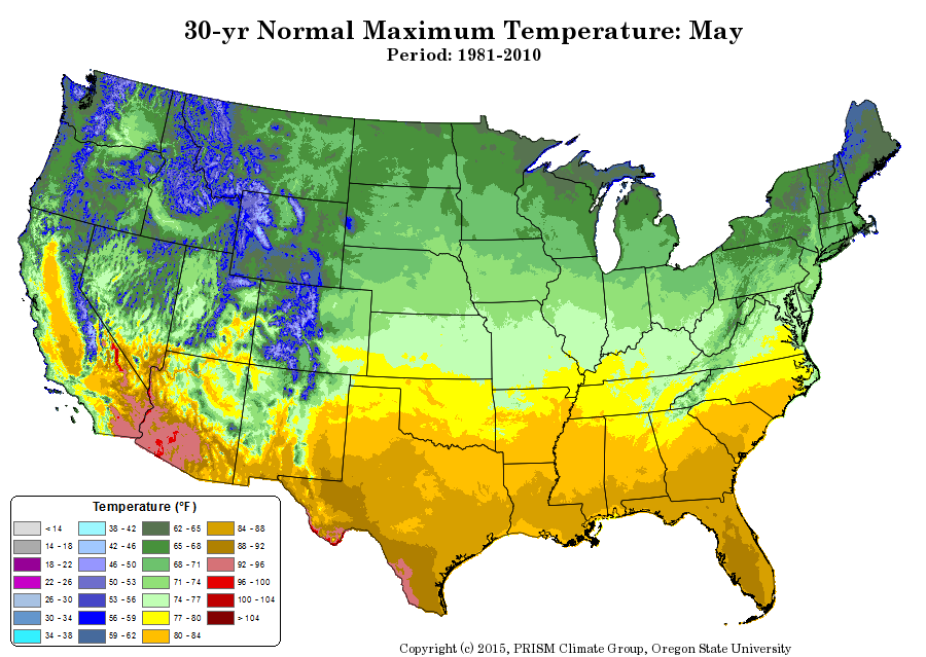 30-yr Normal Maximum Temperature: May
Period: 1981-2010
Temperature (°F)
< 14
14 - 18
18 - 22
22 - 26
26 - 30
30 - 34
34 - 38
38 - 42
42 - 46
46 - 50
50 - 53
53 - 56
56 - 59
59 - 62
62 - 65
65 - 68
68 - 71
71 - 74
74 - 77
77 - 80
80 - 84
84 - 88
88 - 92
92 - 96
96 - 100
100 - 104
> 104
Copyright (c) 2015, PRISM Climate Group, Oregon State University